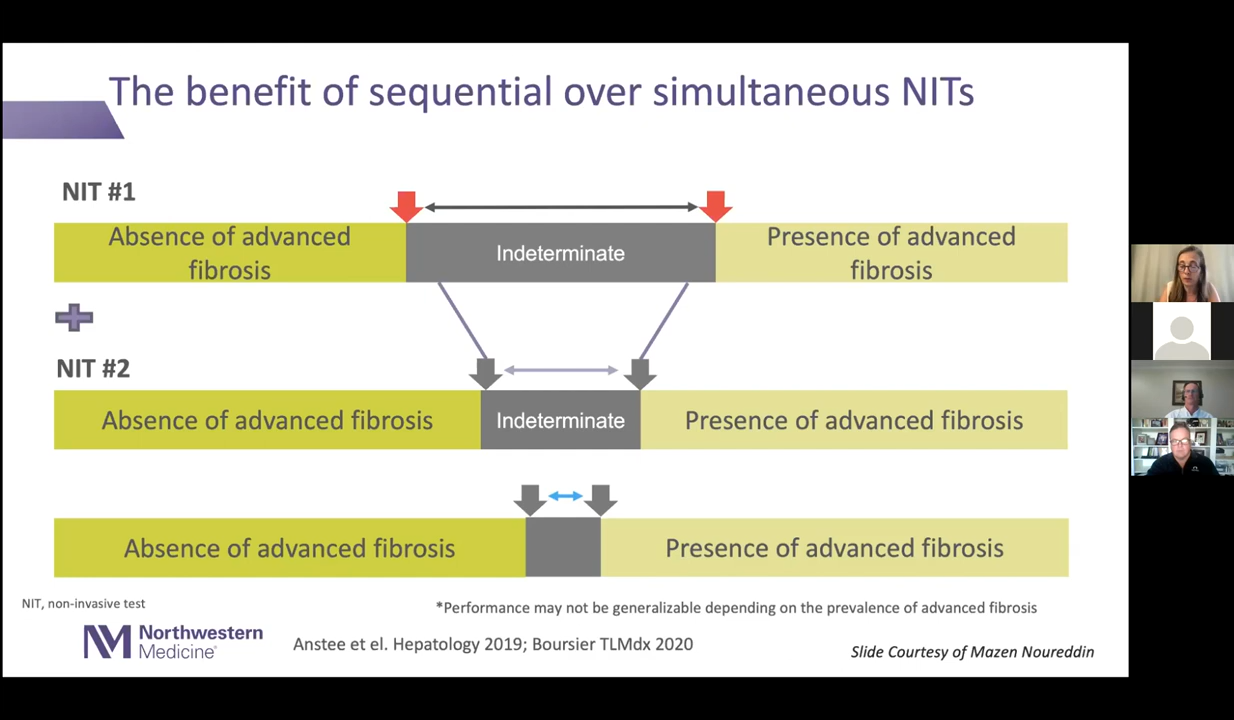 The benefit of sequential over simultaneous NITs
NIT #1
Absence of advanced
fibrosis
Indeterminate
Presence of advanced
fibrosis
NIT #2
Absence of advanced fibrosis
Indeterminate
Presence of advanced fibrosis
Absence of advanced fibrosis
Presence of advanced fibrosis
NIT, non-invasive test
*Performance may not be generalizable depending on the prevalence of advanced fibrosis
NM Northwestern
Medicine®
Anstee et el. Hepatology 2019; Boursier TLMdx 2020
Slide Courtesy of Mazen Noureddin